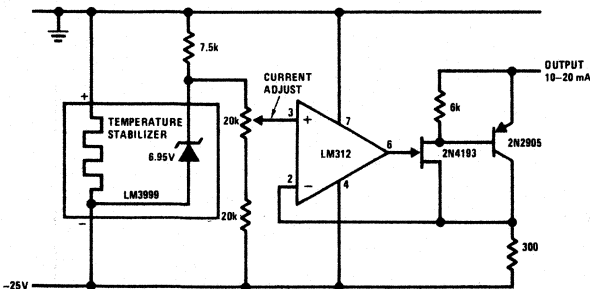 7.5k
OUTPUT
10–20 mA
CURRENT
ADJUST
+
TEMPERATURE
STABILIZER
6.95V
LM3999
–
20k
20k
3
+
7
LM312
6
2
–
4
6k
2N4193
2N2905
300
–25V